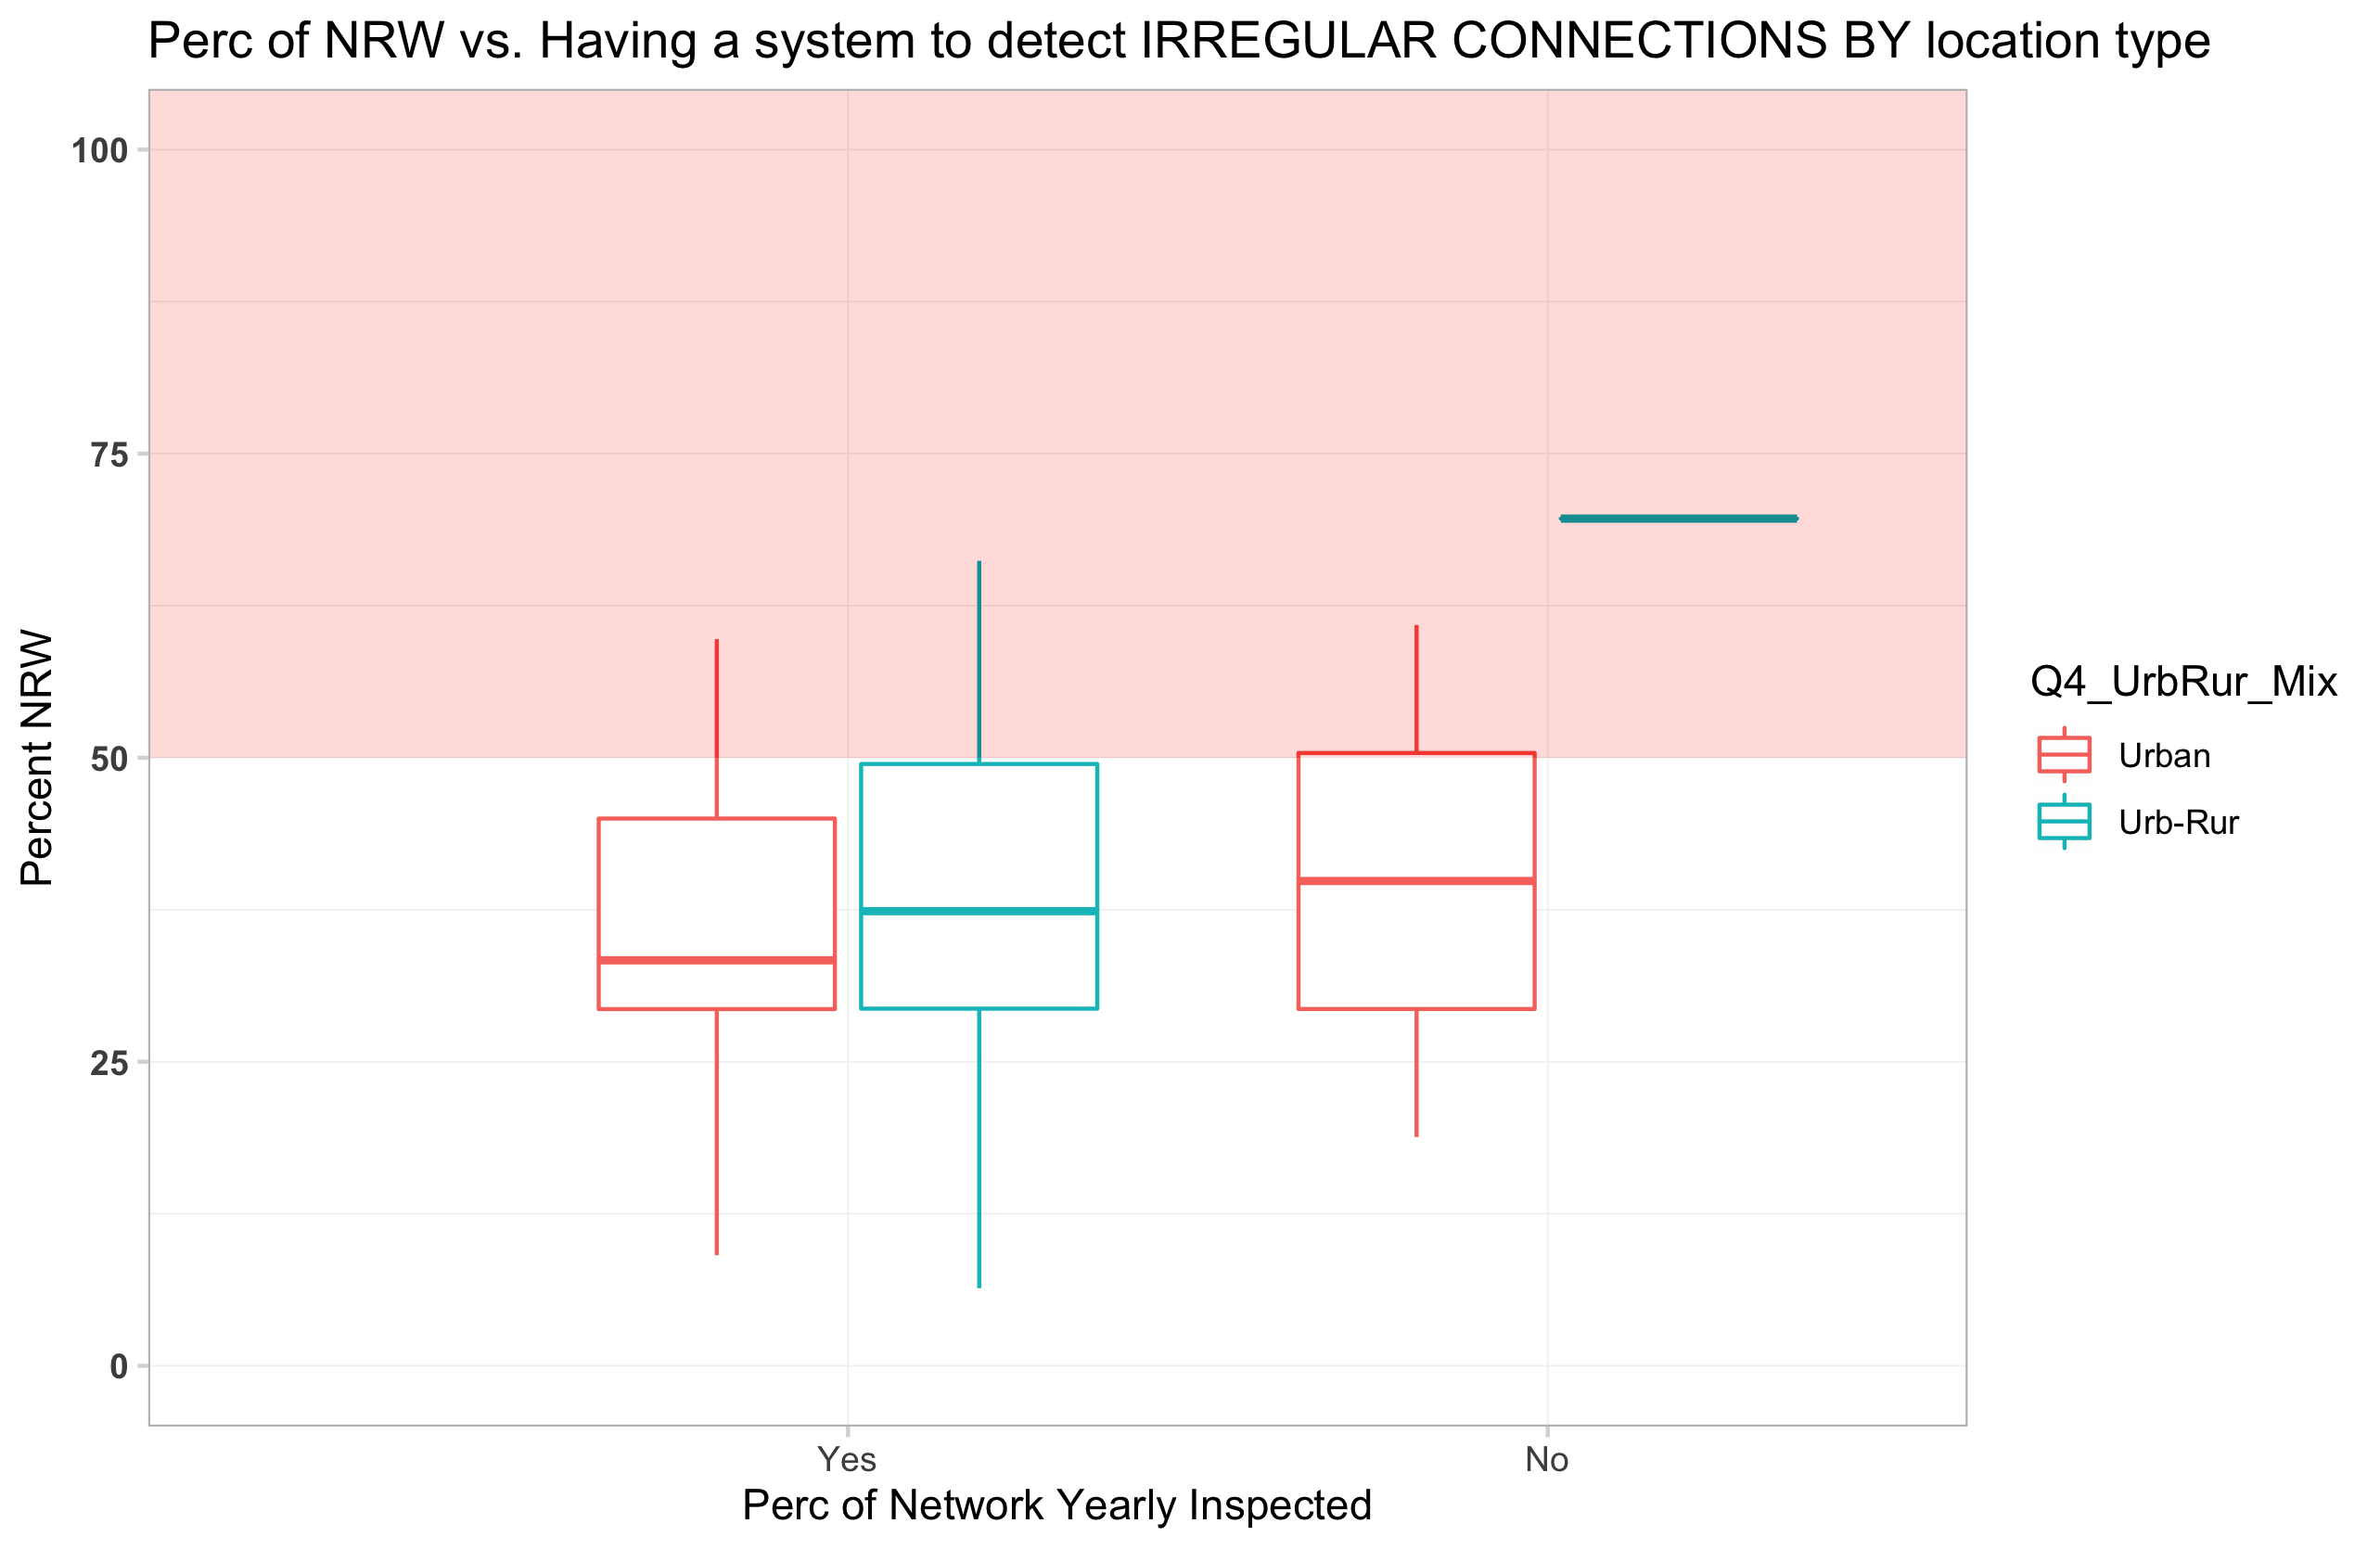 Perc of NRW vs. Having a system to detect IRREGULAR CONNECTIONS BY location type
100
75
50
25
0
Percent NRW
Yes
No
Perc of Network Yearly Inspected
Q4_UrbRur_Mix
Urban
Urb-Rur